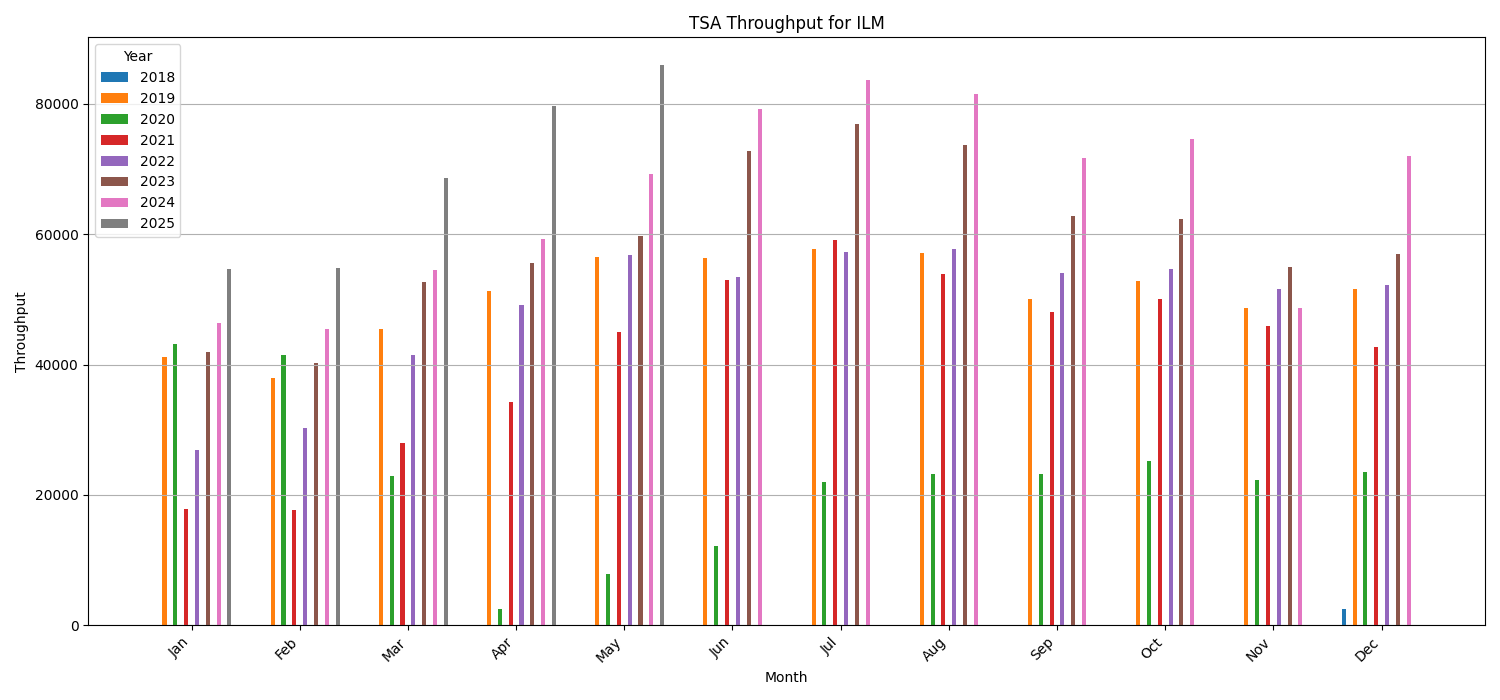 TSA Throughput for ILM
Year
2018
2019
2020
2021
2022
2023
2024
2025
Throughput
80000
60000
40000
20000
0
Jan Feb Mar Apr May Jun Jul Aug Sep Oct Nov Dec
Month